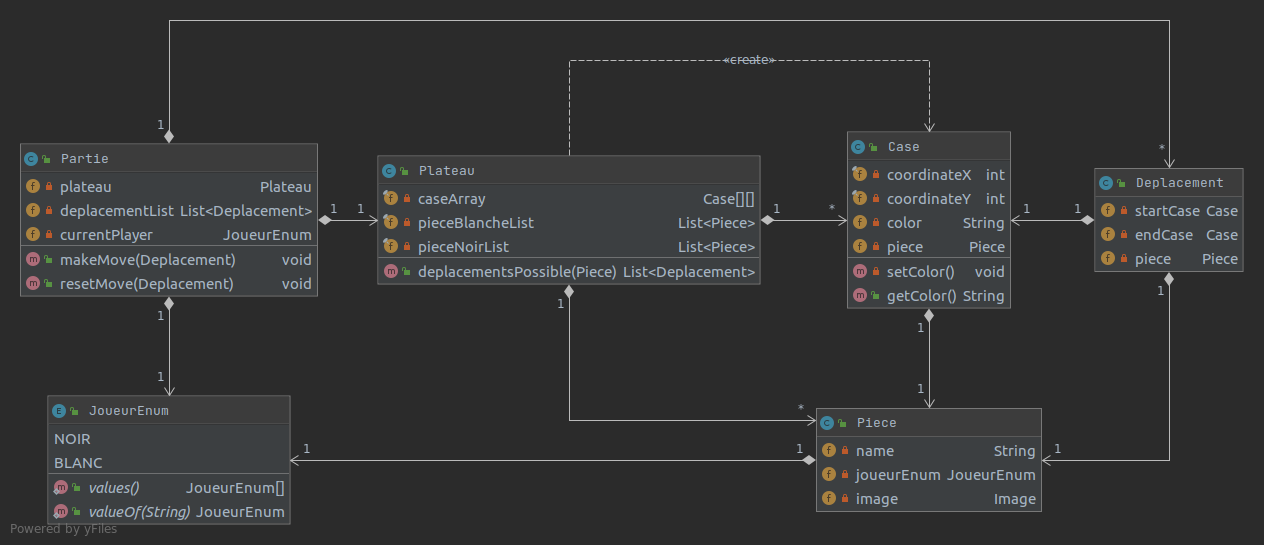 «create»
1
*
Partie
plateau Plateau
deplacementList List<Deplacement>
currentPlayer JoueurEnum
makeMove(Deplacement) void
resetMove(Deplacement) void
1 1
1
1
Plateau
caseArray Case[][]
pieceBlancheList List<Piece>
pieceNoirList List<Piece>
deplacementsPossible(Piece) List<Deplacement>
1 *
1
*
Case
coordinateX int
coordinateY int
color String
piece Piece
setColor() void
getColor() String
1 1
1
1
Deplacement
startCase Case
endCase Case
piece Piece
1
1
JoueurEnum
NOIR
BLANC
values() JoueurEnum[]
valueOf(String) JoueurEnum
1 1
Piece
name String
joueurEnum JoueurEnum
image Image
Powered by yFiles